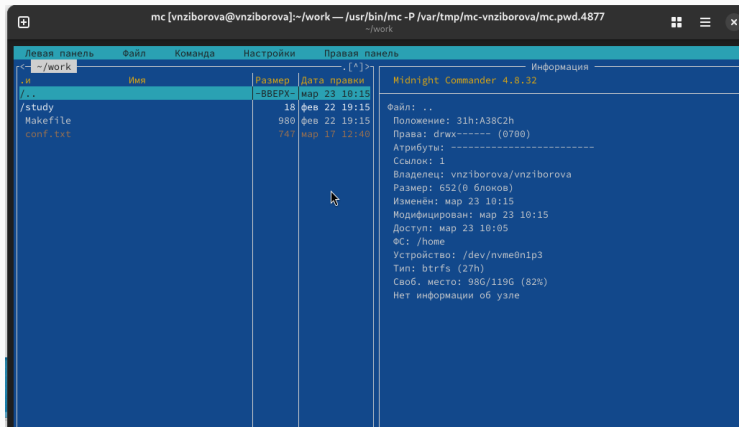 mc [vnziborova@vnziborova]:~/work — /usr/bin/mc -P /var/tmp/mc-vnziborova/mc.pwd.4877
~/work
Левая панель Файл Команда Настройки Правая панель
<— ~/work .[^]>
.и Имя Размер Дата правки
/.. -ВВЕРХ- мар 23 10:15
/study 18 фев 22 19:15
Makefile 980 фев 22 19:15
conf.txt 747 мар 17 12:40
Информация
Midnight Commander 4.8.32
Файл: ..
Положение: 31h:A38C2h
Права: drwx------ (0700)
Атрибуты: -------------------------
Ссылок: 1
Владелец: vnziborova/vnziborova
Размер: 652(0 блоков)
Изменён: мар 23 10:15
Модифицирован: мар 23 10:15
Доступ: мар 23 10:05
ФС: /home
Устройство: /dev/nvme0n1p3
Тип: btrfs (27h)
Своб. место: 98G/119G (82%)
Нет информации об узле